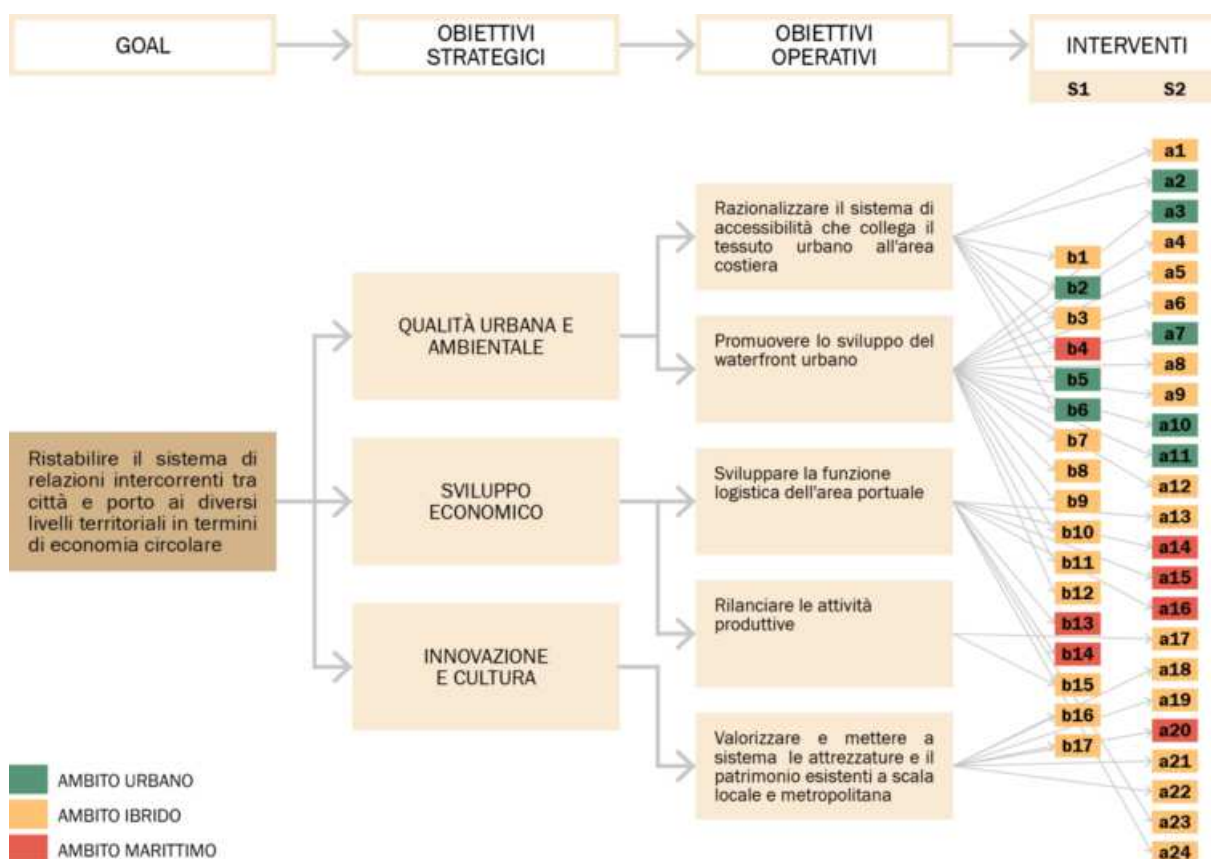 GOAL
OBIETTIVI
STRATEGICI
OBIETTIVI
OPERATIVI
INTERVENTI
S1
S2
Ristabilire il sistema di
relazioni intercorrenti tra
città e porto ai diversi
livelli territoriali in termini
di economia circolare
QUALITÀ URBANA E
AMBIENTALE
SVILUPPO
ECONOMICO
INNOVAZIONE
E CULTURA
Razionalizzare il sistema di
accessibilità che collega il
tessuto urbano all'area
costiera
Promuovere lo sviluppo del
waterfront urbano
Sviluppare la funzione
logistica dell'area portuale
Rilanciare le attività
produttive
Valorizzare e mettere a
sistema le attrezzature e il
patrimonio esistenti a scala
locale e metropolitana
b1
b2
b3
b4
b5
b6
b7
b8
b9
b10
b11
b12
b13
b14
b15
b16
b17
a1
a2
a3
a4
a5
a6
a7
a8
a9
a10
a11
a12
a13
a14
a15
a16
a17
a18
a19
a20
a21
a22
a23
a24
AMBITO URBANO
AMBITO IBRIDO
AMBITO MARITTIMO